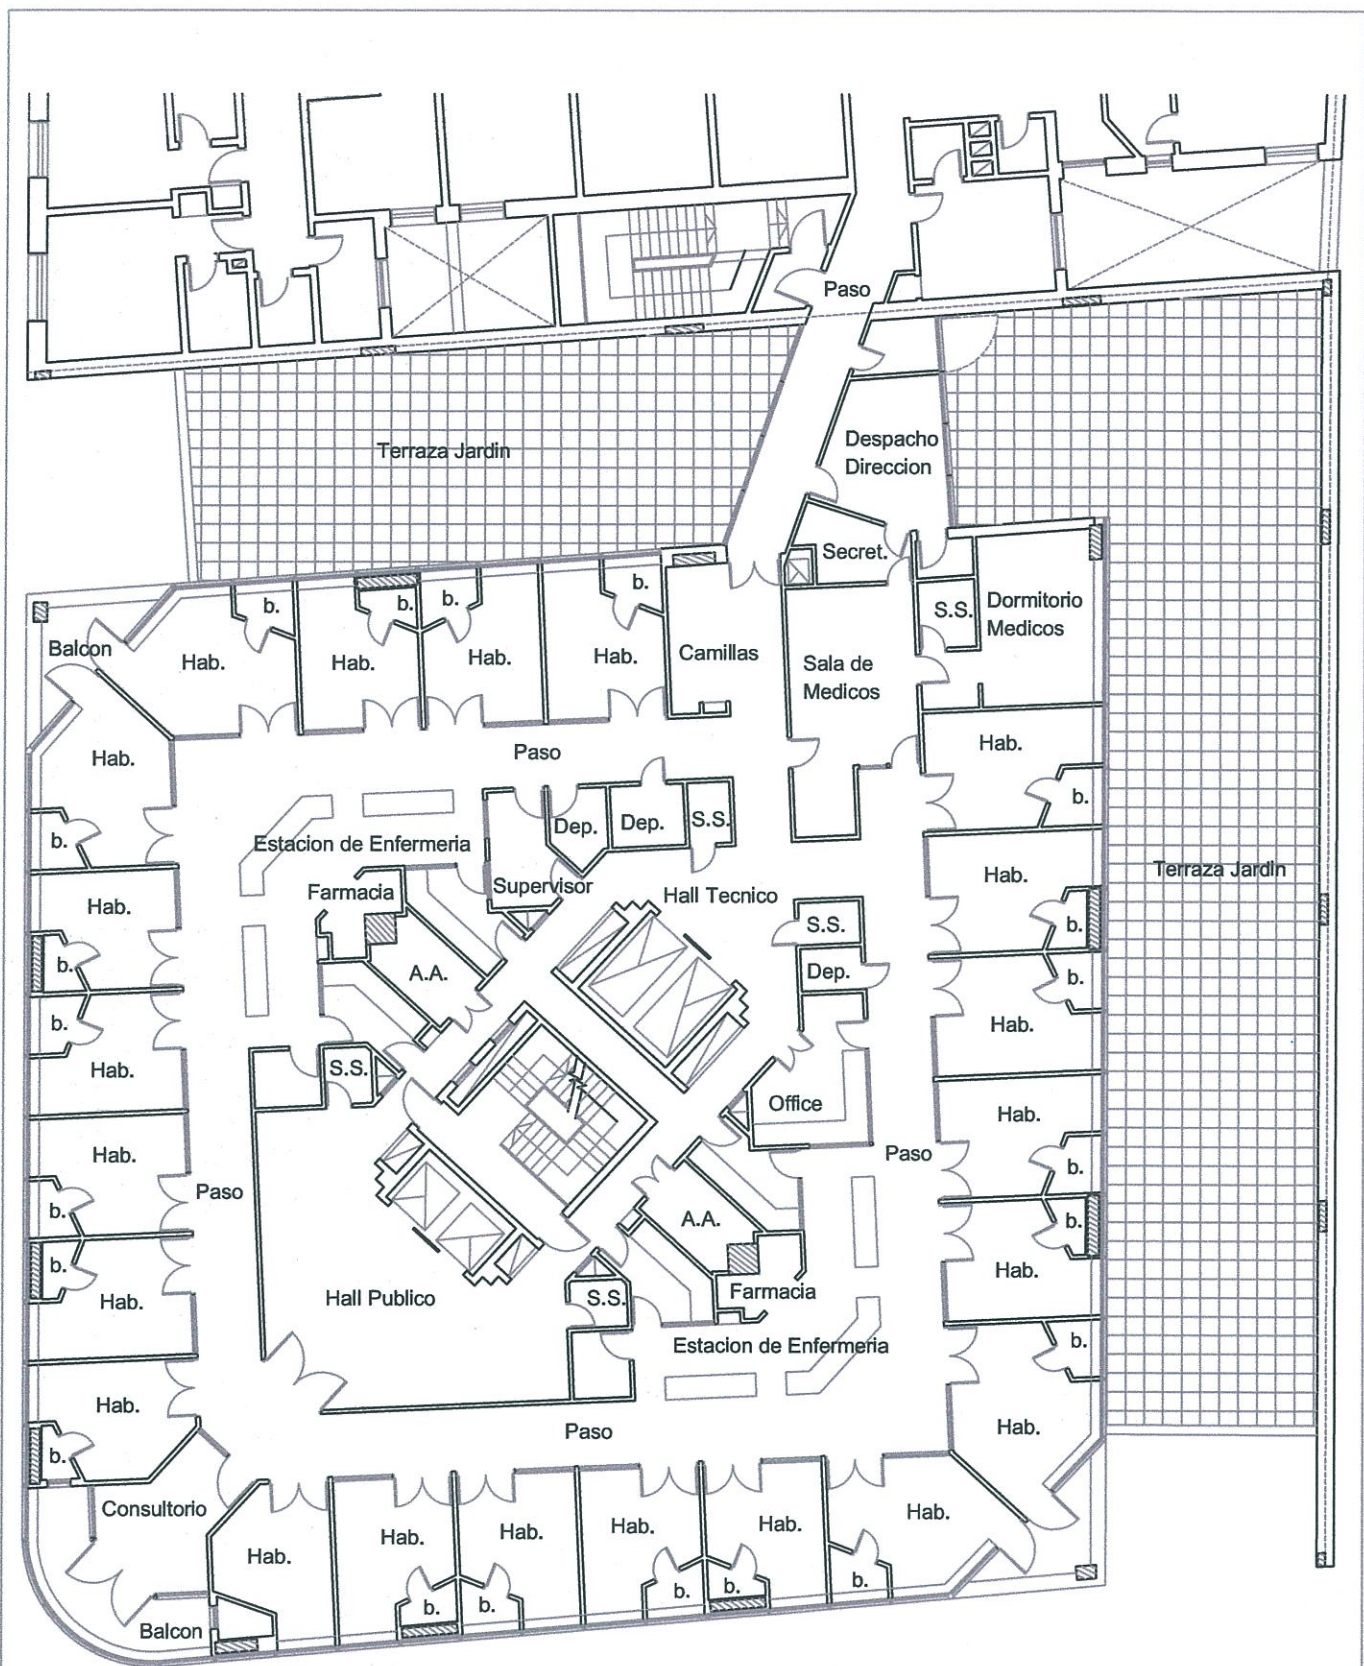 Paso
Despacho
Direccion
Terraza Jardin
Secret.
b.
b.
b.
b.
S.S.
Dormitorio
Medicos
Balcon
Hab.
Hab.
Hab.
Hab.
Camillas
Sala de
Medicos
Hab.
Paso
Hab.
b.
b.
Estacion de Enfermeria
Dep.
Dep.
S.S.
Terraza Jardin
Hab.
Farmacia
Supervisor
Hall Tecnico
Hab.
b.
S.S.
b.
A.A.
Dep.
b.
b.
Hab.
Hab.
S.S.
Office
Hab.
Hab.
Paso
b.
Paso
b.
A.A.
b.
b.
Hab.
Hab.
Hall Publico
S.S.
Farmacia
Estacion de Enfermeria
b.
Hab.
b.
Hab.
Paso
Consultorio
Hab.
Hab.
Hab.
Hab.
Hab.
Hab.
b.
b.
b.
b.
b.
Balcon